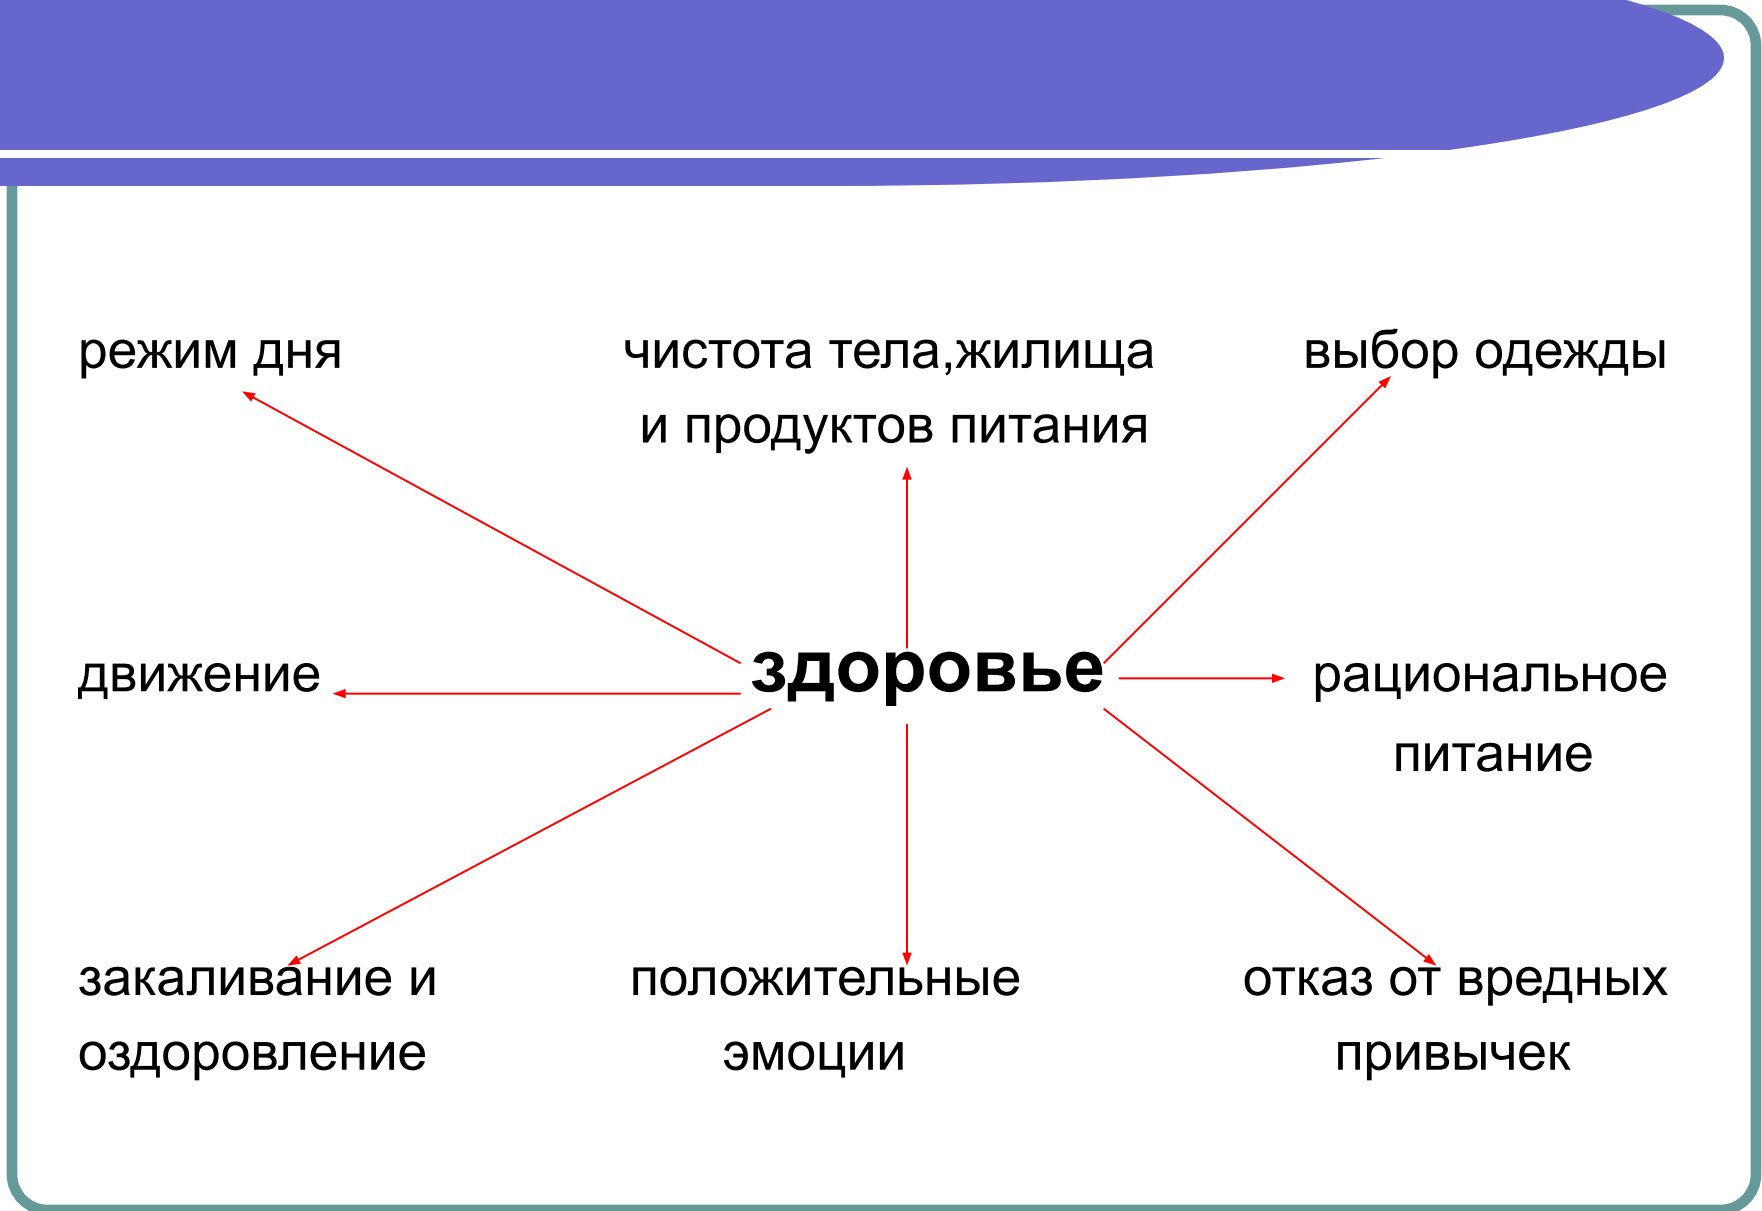 режим дня
чистота тела,жилища
и продуктов питания
выбор одежды
движение
здоровье
рациональное
питание
закаливание и
оздоровление
положительные
эмоции
отказ от вредных
привычек